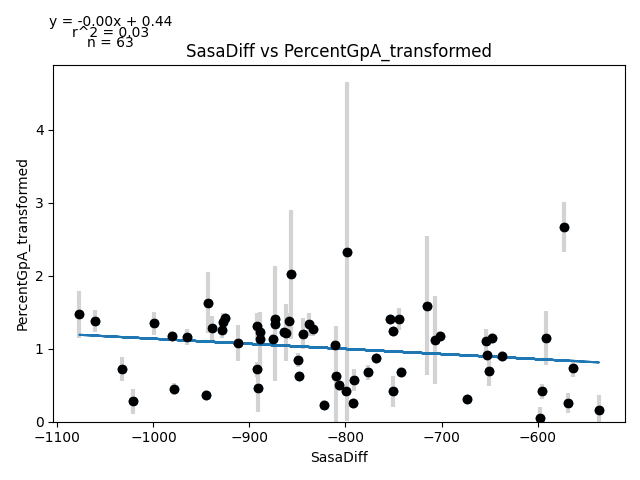 y = -0.00x + 0.44
r^2 = 0.03
n = 63
SasaDiff vs PercentGpA_transformed
PercentGpA_transformed
4
3
2
1
0
−1100 −1000 −900 −800 −700 −600
SasaDiff